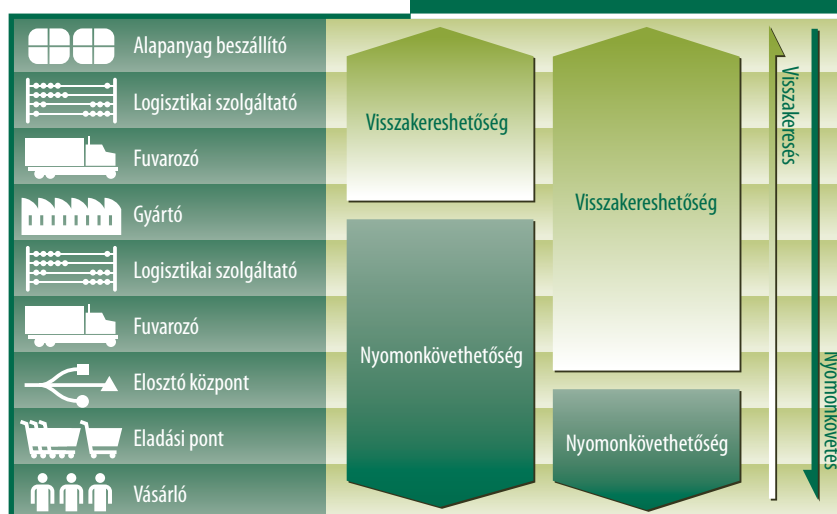 Alapanyag beszállító
Logisztikai szolgáltató
Fuvarozó
Gyártó
Logisztikai szolgáltató
Fuvarozó
Elosztó központ
Eladási pont
Vásárló
Visszakereshetőség
Nyomonkövethetőség
Visszakereshetőség
Nyomonkövethetőség
Visszakeresés
Nyomonkövetés